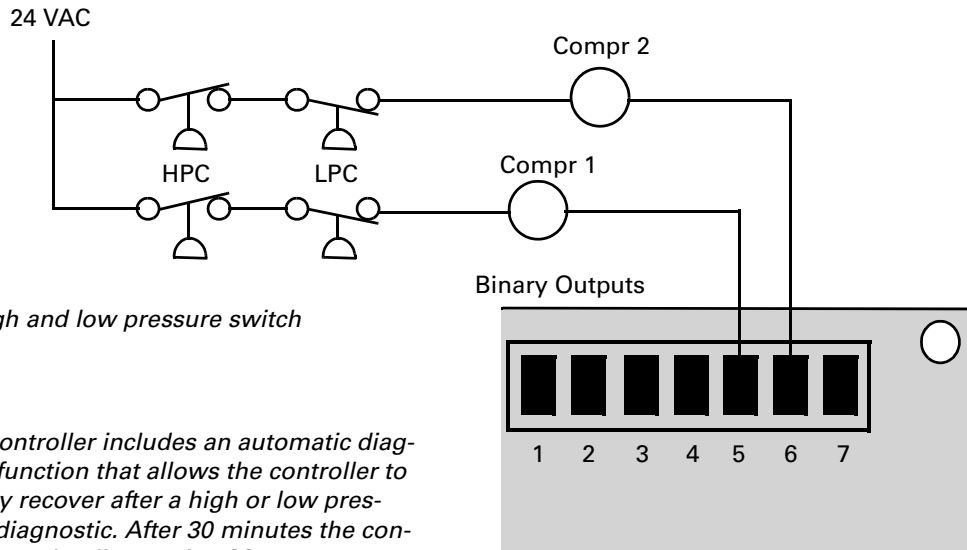 24 VAC
Compr 2
HPC
LPC
Compr 1
Binary Outputs
and low pressure switch
controller includes an automatic diag-
function that allows the controller to
recover after a high or low pres-
diagnostic. After 30 minutes the con-
1 2 3 4 5 6 7